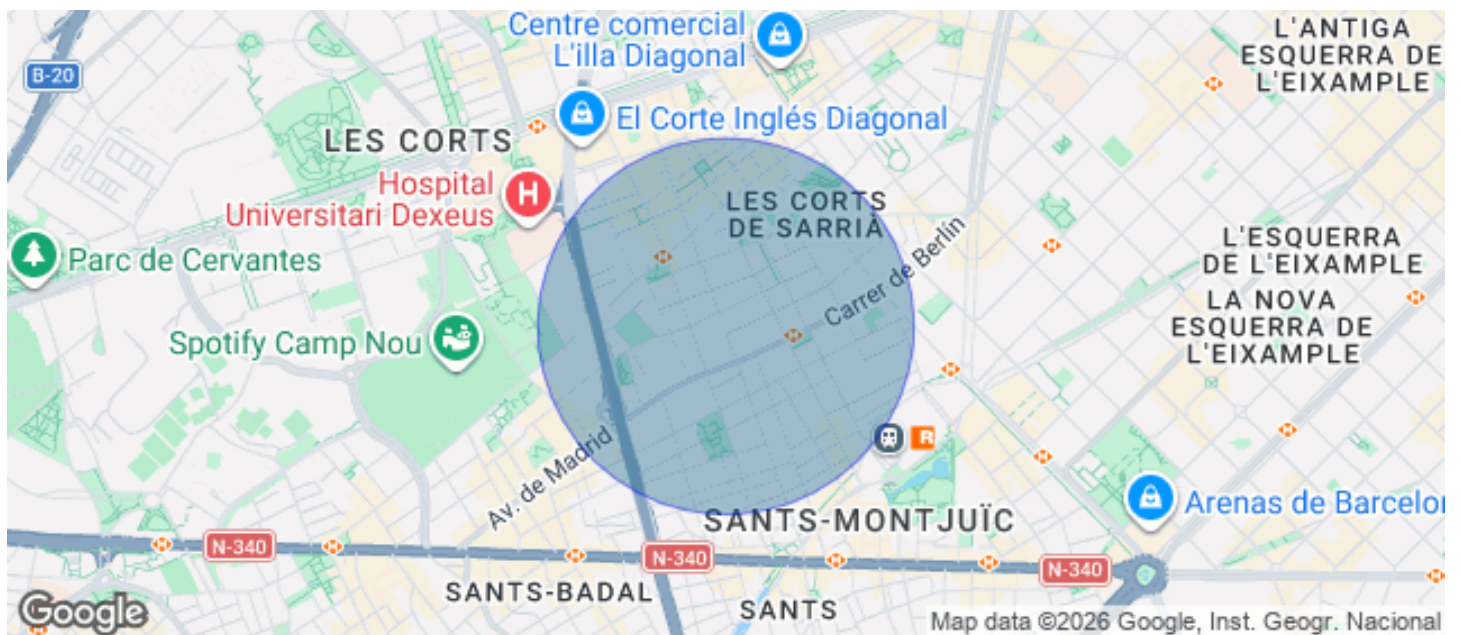 Centre comercial
L'illa Diagonal
L'ANTIGA
ESQUERRA DE
L'EIXAMPLE
B-20
El Corte Inglés Diagonal
LES CORTS
Hospital
Universitari Dexeus
H
LES CORTS
DE SARRIÀ
Parc de Cervantes
L'ESQUERRA
DE L'EIXAMPLE
Carrer de Berlín
LA NOVA
ESQUERRA DE
L'EIXAMPLE
Spotify Camp Nou
R
Av. de Madrid
Arenas de Barcelon
SANTS-MONTJUÏC
N-340
N-340
N-340
SANTS-BADAL
SANTS
Google
Map data ©2026 Google, Inst. Geogr. Nacional